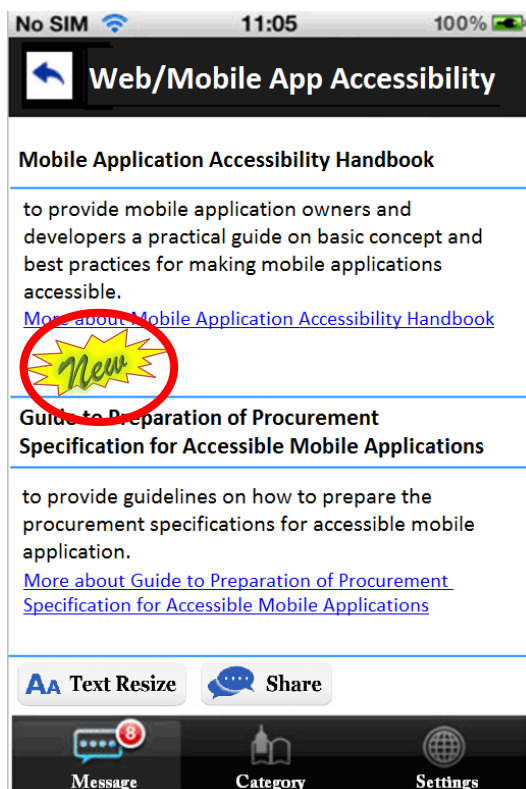 No SIM 11:05 100%
Web/Mobile App Accessibility
Mobile Application Accessibility Handbook
to provide mobile application owners and
developers a practical guide on basic concept and
best practices for making mobile applications
accessible.
More about Mobile Application Accessibility Handbook
New
Guide to Preparation of Procurement
Specification for Accessible Mobile Applications
to provide guidelines on how to prepare the
procurement specifications for accessible mobile
application.
More about Guide to Preparation of Procurement
Specification for Accessible Mobile Applications
AA Text Resize Share
8
Message Category Settings